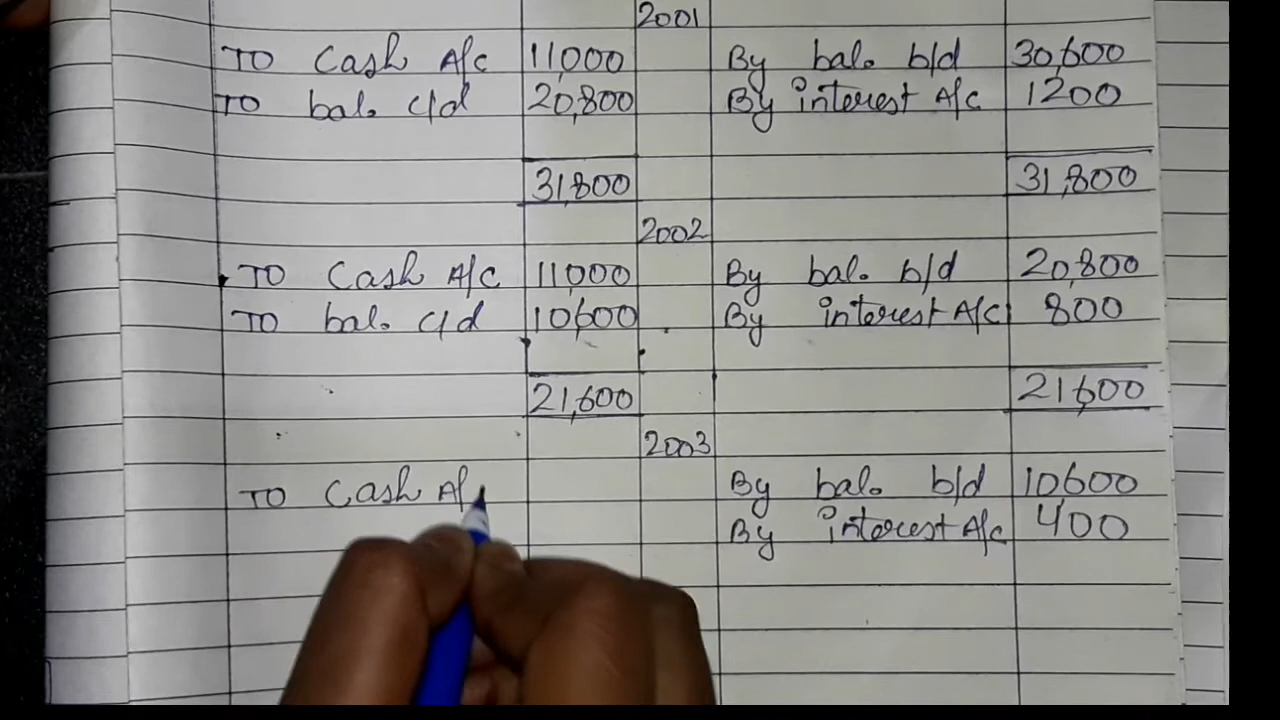 2001
To Cash A/c 11,000 By bal. b/d 30,600
To bal. c/d 20,800 By interest A/c 1200
31,800 31,800
2002
To Cash A/c 11,000 By bal. b/d 20,800
To bal. c/d 10,600 By interest A/c 800
21,600 21,600
2003
To Cash A/ By bal. b/d 10600
By interest A/c 400